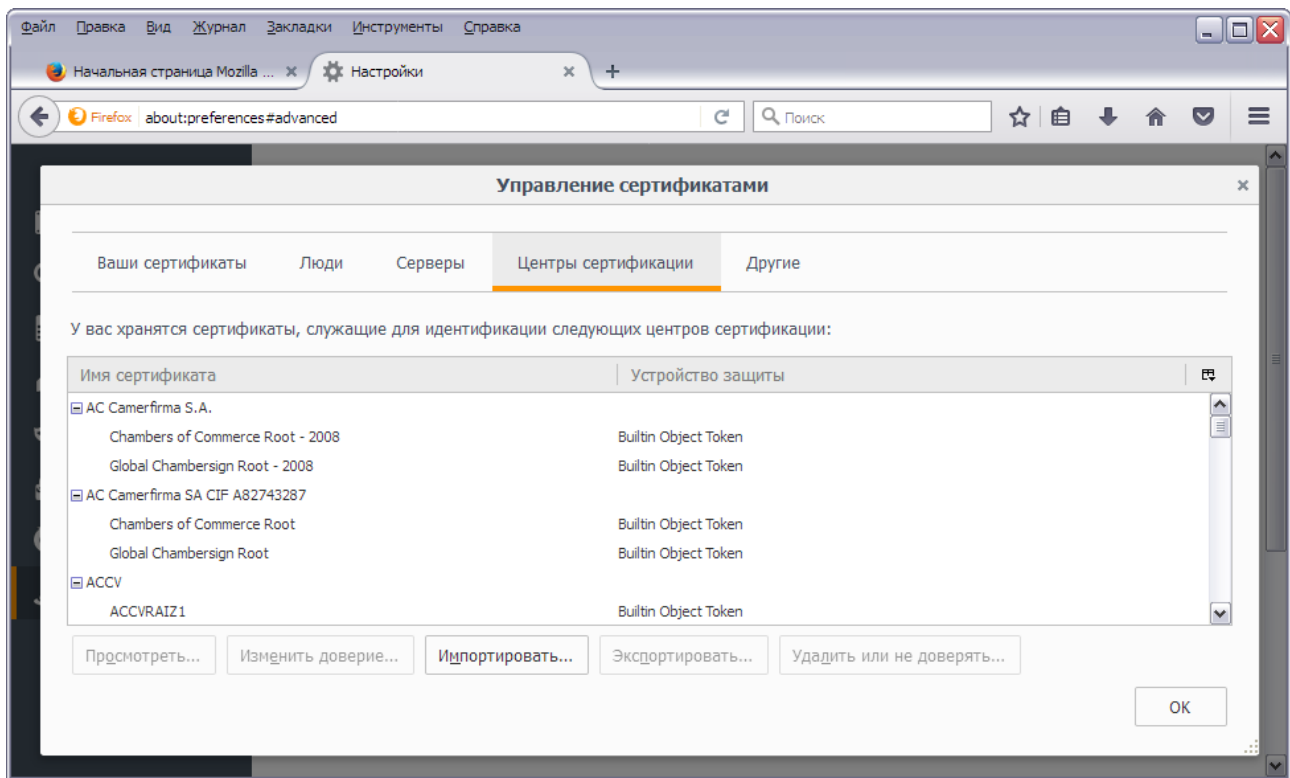 Файл Правка Вид Журнал Закладки Инструменты Справка
Начальная страница Mozilla ... Настройки
Firefox about:preferences#advanced Поиск
Управление сертификатами
Ваши сертификаты Люди Серверы Центры сертификации Другие
У вас хранятся сертификаты, служащие для идентификации следующих центров сертификации:
Имя сертификата Устройство защиты
AC Camerfirma S.A.
Chambers of Commerce Root - 2008 Builtin Object Token
Global Chambersign Root - 2008 Builtin Object Token
AC Camerfirma SA CIF A82743287
Chambers of Commerce Root Builtin Object Token
Global Chambersign Root Builtin Object Token
ACCV
ACCVRAIZ1 Builtin Object Token
Просмотреть... Изменить доверие... Импортировать... Экспортировать... Удалить или не доверять...
OK